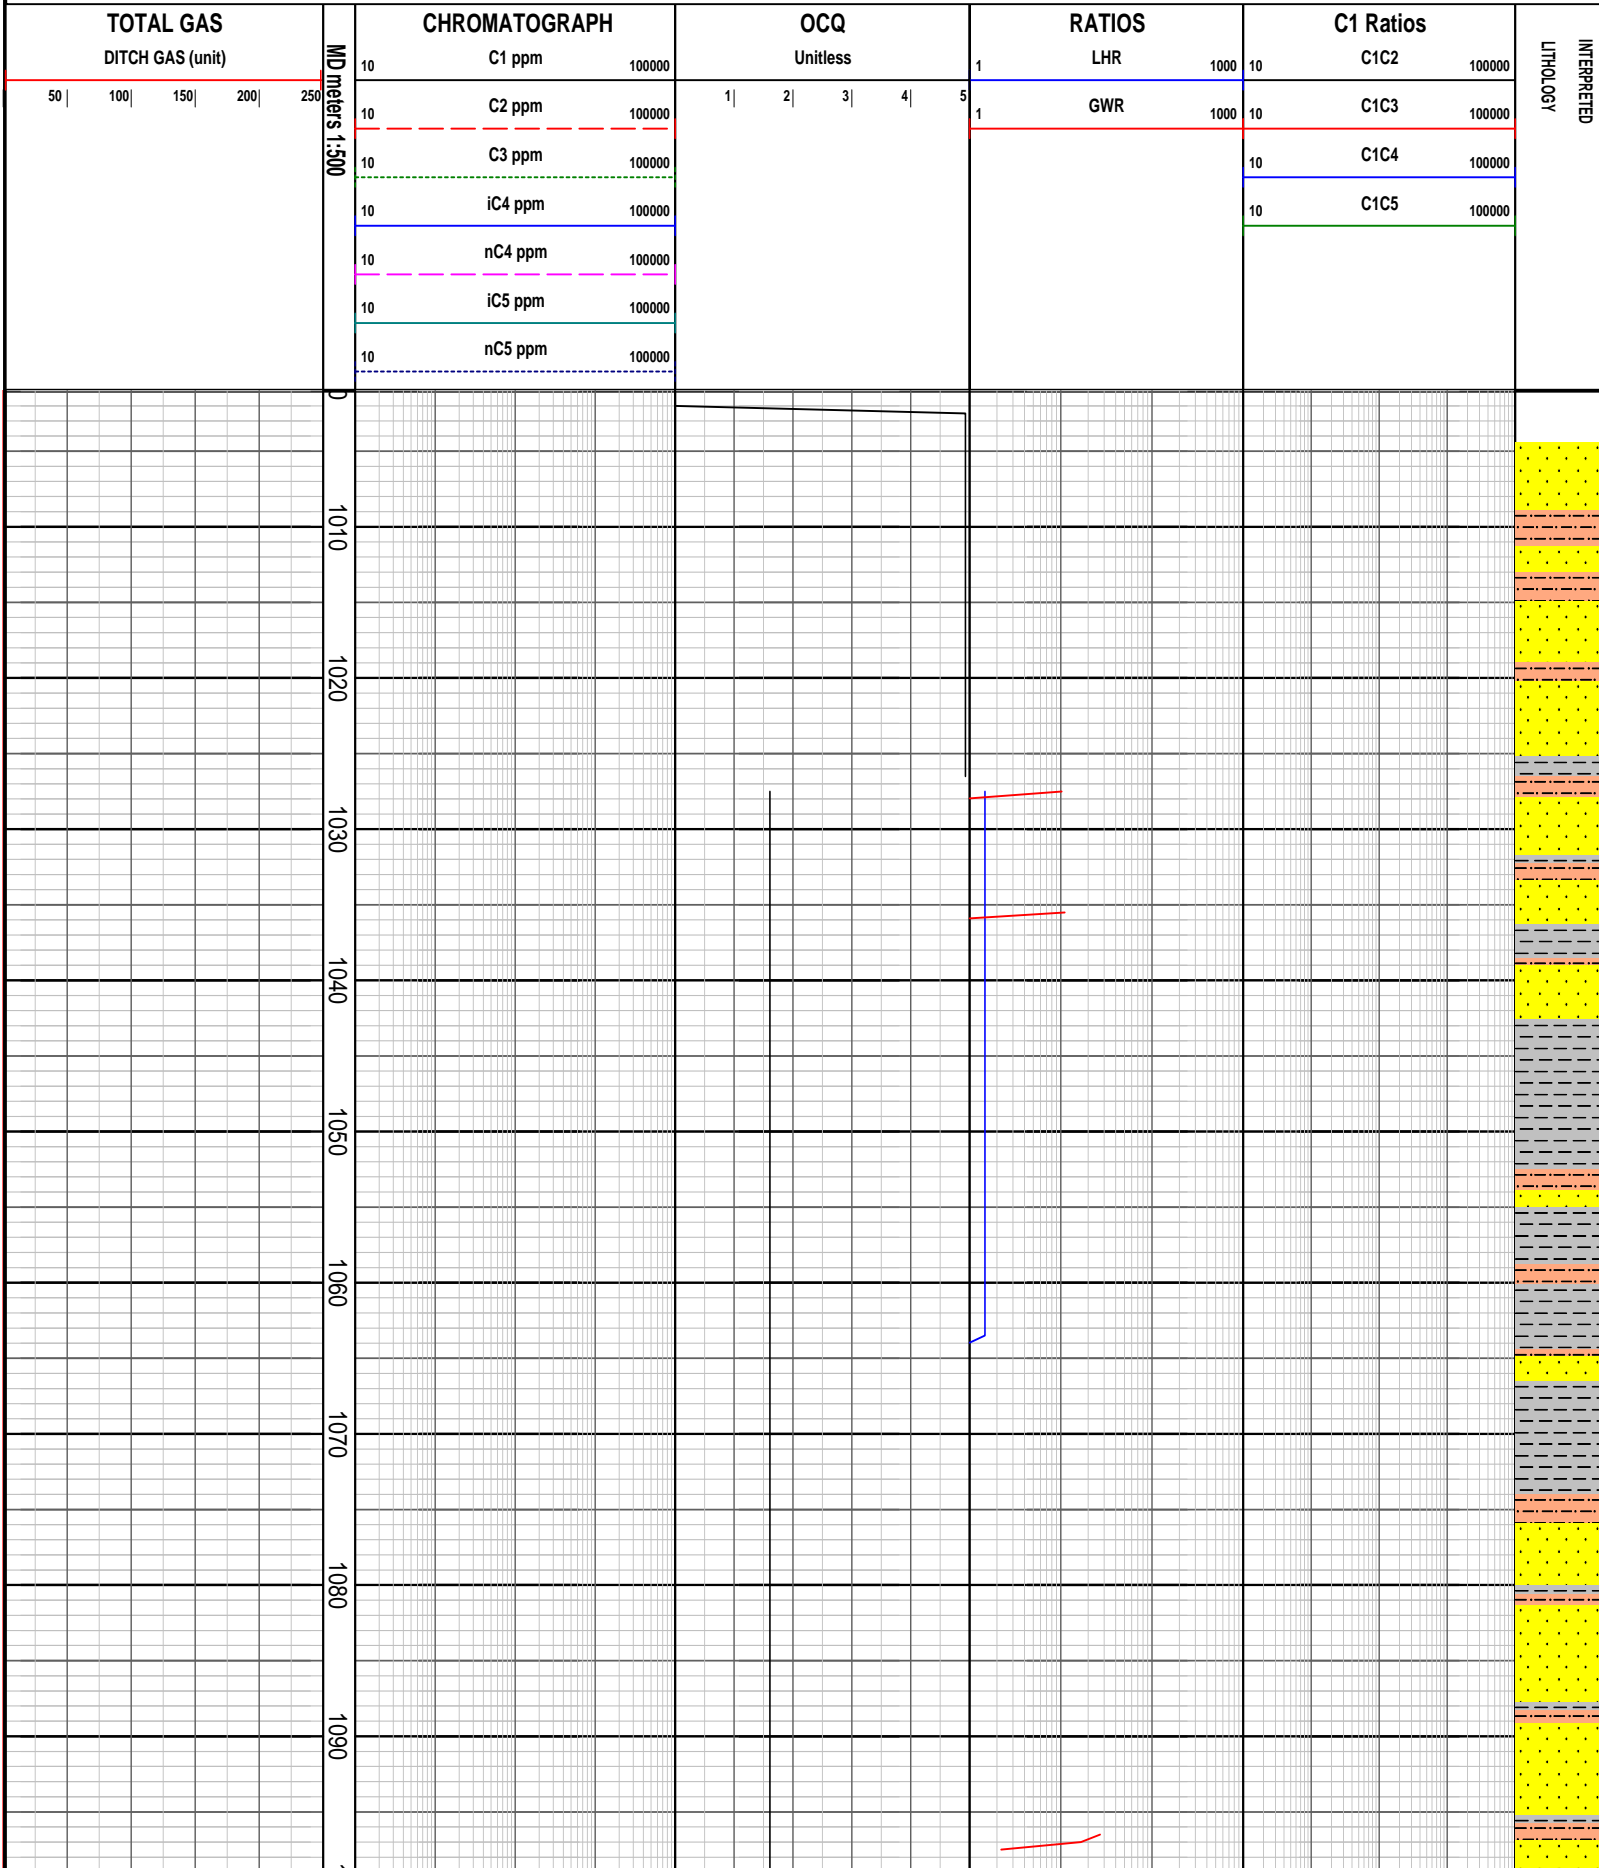 TOTAL GAS
DITCH GAS (unit)
50 100 150 200 250
MD meters 1:500
CHROMATOGRAPH
10 C1 ppm 100000
10 C2 ppm 100000
10 C3 ppm 100000
10 iC4 ppm 100000
10 nC4 ppm 100000
10 iC5 ppm 100000
10 nC5 ppm 100000
OCQ
Unitless
1 2 3 4 5
RATIOS
1 LHR 1000
1 GWR 1000
C1 Ratios
10 C1C2 100000
10 C1C3 100000
10 C1C4 100000
10 C1C5 100000
INTERPRETED
LITHOLOGY
1010
1020
1030
1040
1050
1060
1070
1080
1090